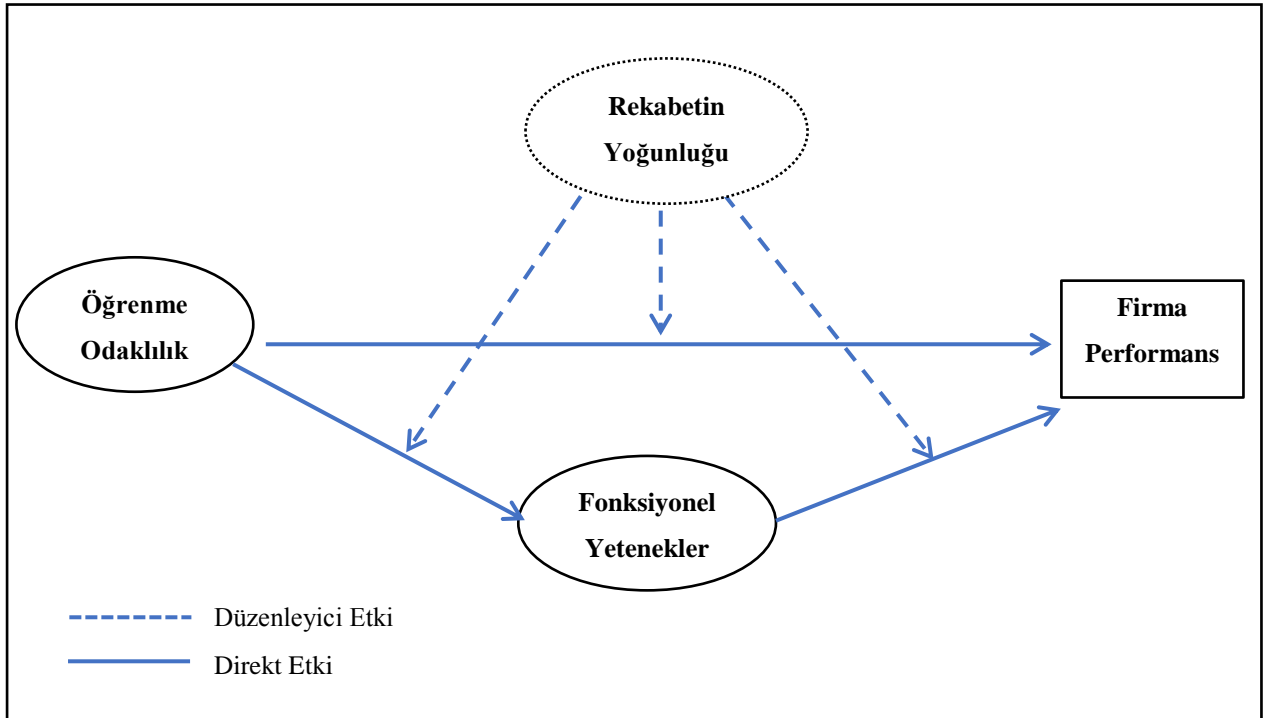 Rekabetin
Yoğunluğu
Öğrenme
Odaklılık
Firma
Performans
Fonksiyonel
Yetenekler
Düzenleyici Etki
Direkt Etki